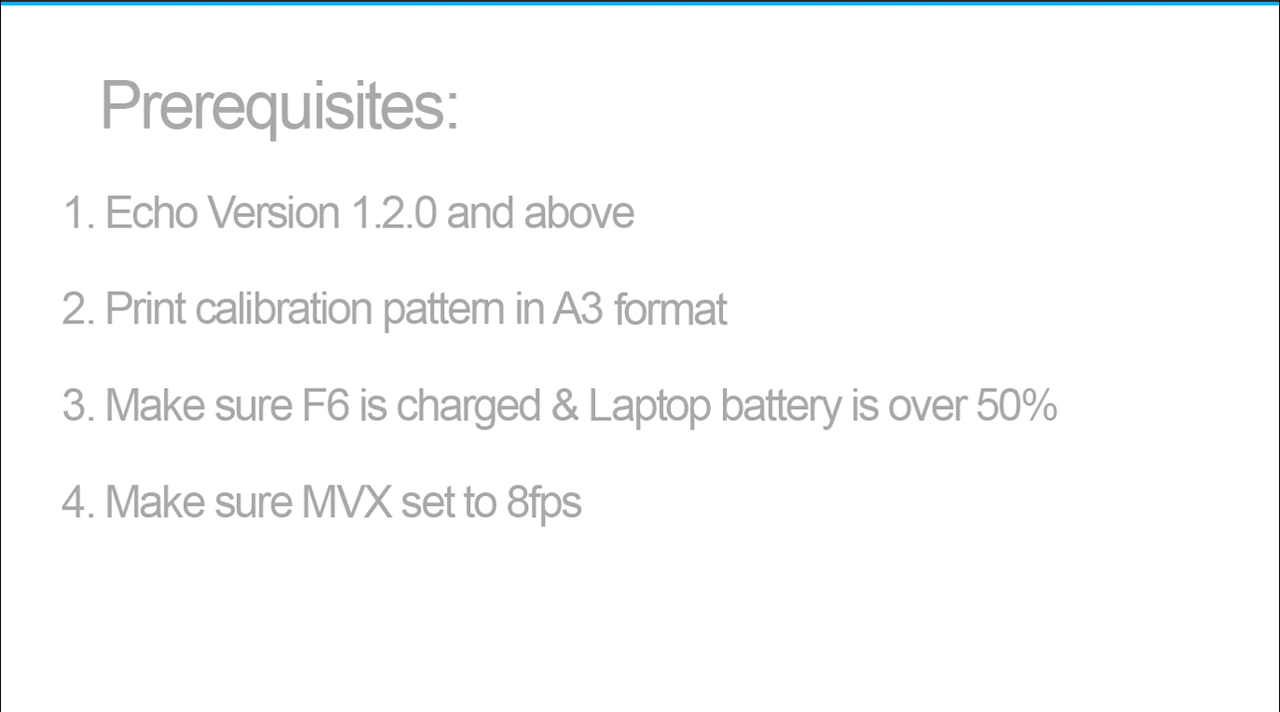 Prerequisites:
1. Echo Version 1.2.0 and above
2. Print calibration pattern in A3 format
3. Make sure F6 is charged & Laptop battery is over 50%
4. Make sure MVX set to 8fps